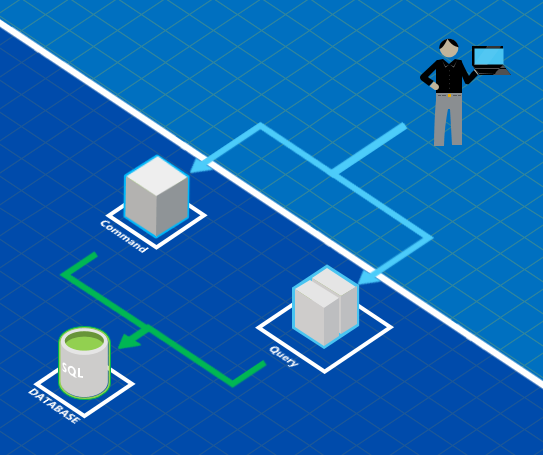 Command
Query
SQL
DATABASE